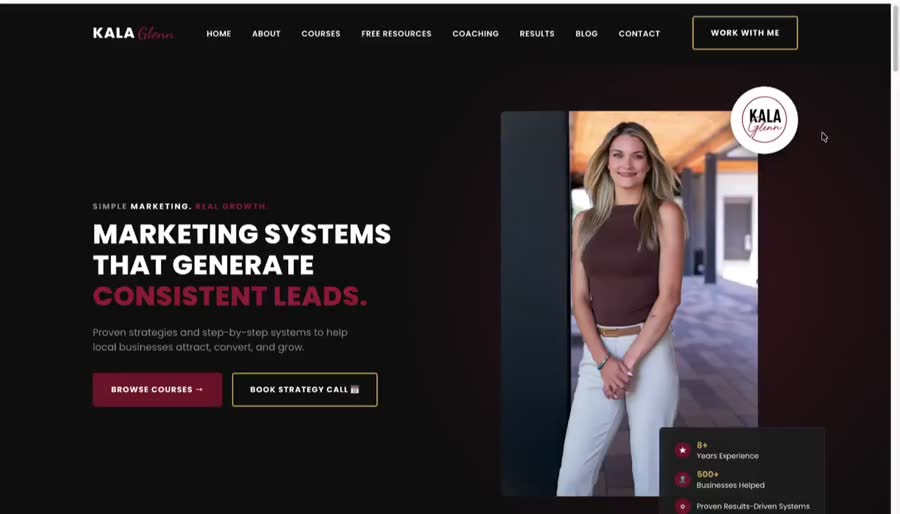 KALA Glenn
HOME
ABOUT
COURSES
FREE RESOURCES
COACHING
RESULTS
BLOG
CONTACT
WORK WITH ME
KALA
Glenn
SIMPLE MARKETING. REAL GROWTH.
MARKETING SYSTEMS
THAT GENERATE
CONSISTENT LEADS.
Proven strategies and step-by-step systems to help
local businesses attract, convert, and grow.
BROWSE COURSES →
BOOK STRATEGY CALL
8+
Years Experience
500+
Businesses Helped
Proven Results-Driven Systems